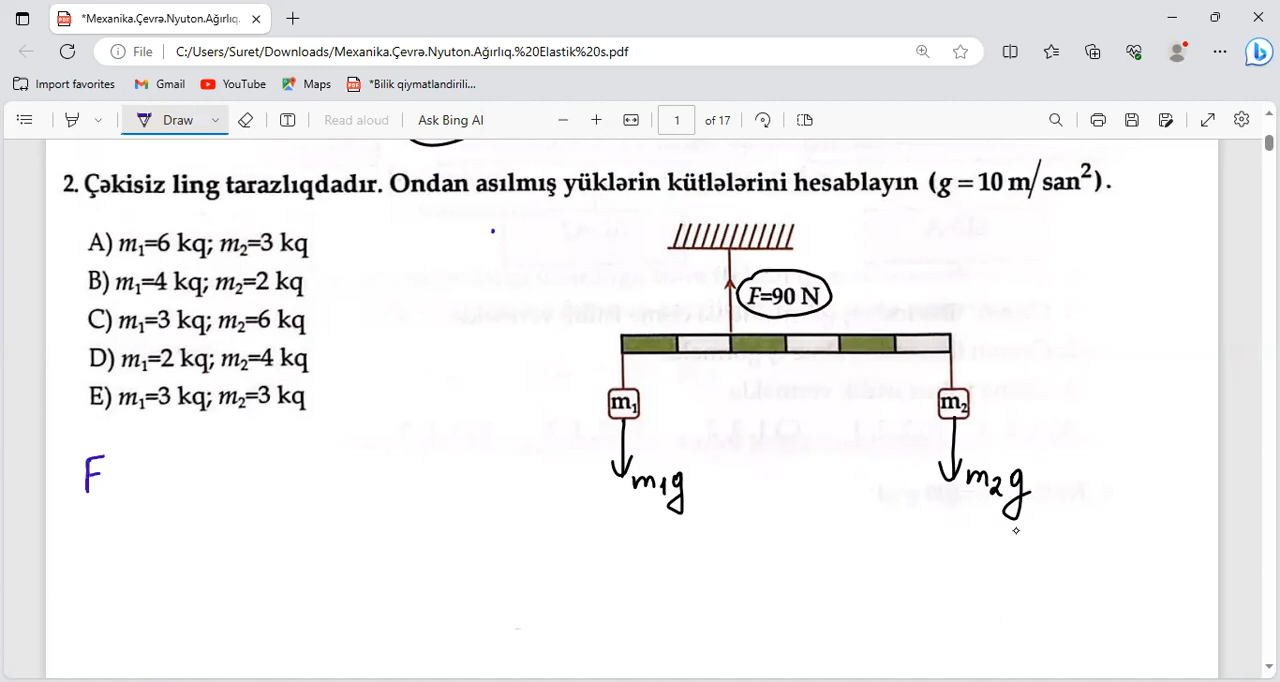 *Mexanika.Çevrə.Nyuton.Ağırlıq.
File
C:/Users/Suret/Downloads/Mexanika.Çevrə.Nyuton.Ağırlıq.%20Elastik%20s.pdf
Import favorites
Gmail
YouTube
Maps
*Bilik qiymatlandirili...
Draw
Read aloud
Ask Bing AI
1 of 17
2. Çəkisiz ling tarazlıqdadır. Ondan asılmış yüklərin kütlələrini hesablayın (g = 10 m/san²).
A) m₁=6 kq; m₂=3 kq
B) m₁=4 kq; m₂=2 kq
C) m₁=3 kq; m₂=6 kq
D) m₁=2 kq; m₂=4 kq
E) m₁=3 kq; m₂=3 kq
F=90 N
m₁
m₂
F
m₁g
m₂g